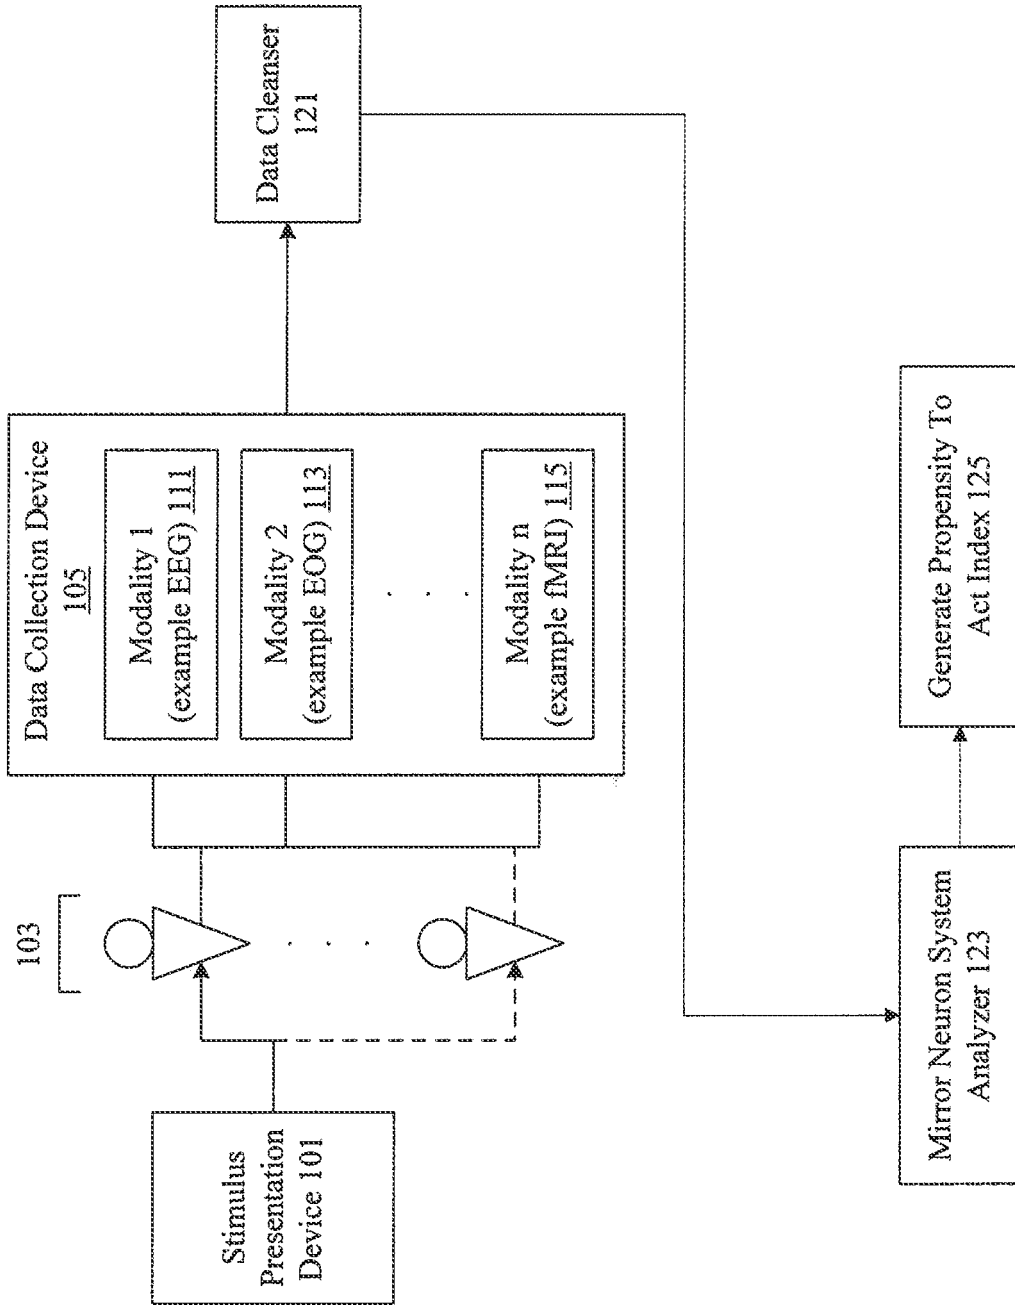 Stimulus
Presentation
Device 101
103
Data Collection Device
105
Modality 1
(example EEG) 111
Modality 2
(example EOG) 113
. . .
Modality n
(example fMRI) 115
Data Cleanser
121
Mirror Neuron System
Analyzer 123
Generate Propensity To
Act Index 125